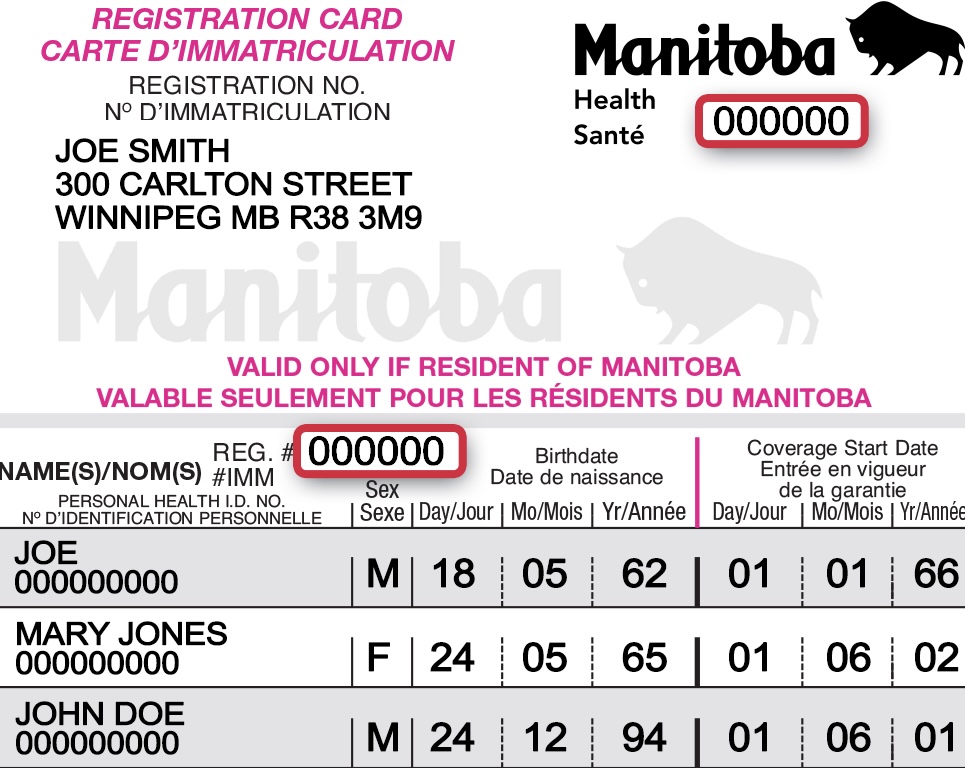 REGISTRATION CARD
CARTE D'IMMATRICULATION
REGISTRATION NO.
Nº D'IMMATRICULATION
JOE SMITH
300 CARLTON STREET
WINNIPEG MB R38 3M9
Manitoba
Health
Santé
000000
Manitoba
VALID ONLY IF RESIDENT OF MANITOBA
VALABLE SEULEMENT POUR LES RÉSIDENTS DU MANITOBA
NAME(S)/NOM(S)
REG. #
#IMM
000000
PERSONAL HEALTH I.D. NO.
Nº D'IDENTIFICATION PERSONNELLE
Sex
Sexe
Birthdate
Date de naissance
Day/Jour Mo/Mois Yr/Année
Coverage Start Date
Entrée en vigueur
de la garantie
Day/Jour Mo/Mois Yr/Année
JOE
000000000 M 18 05 62 01 01 66
MARY JONES
000000000 F 24 05 65 01 06 02
JOHN DOE
000000000 M 24 12 94 01 06 01